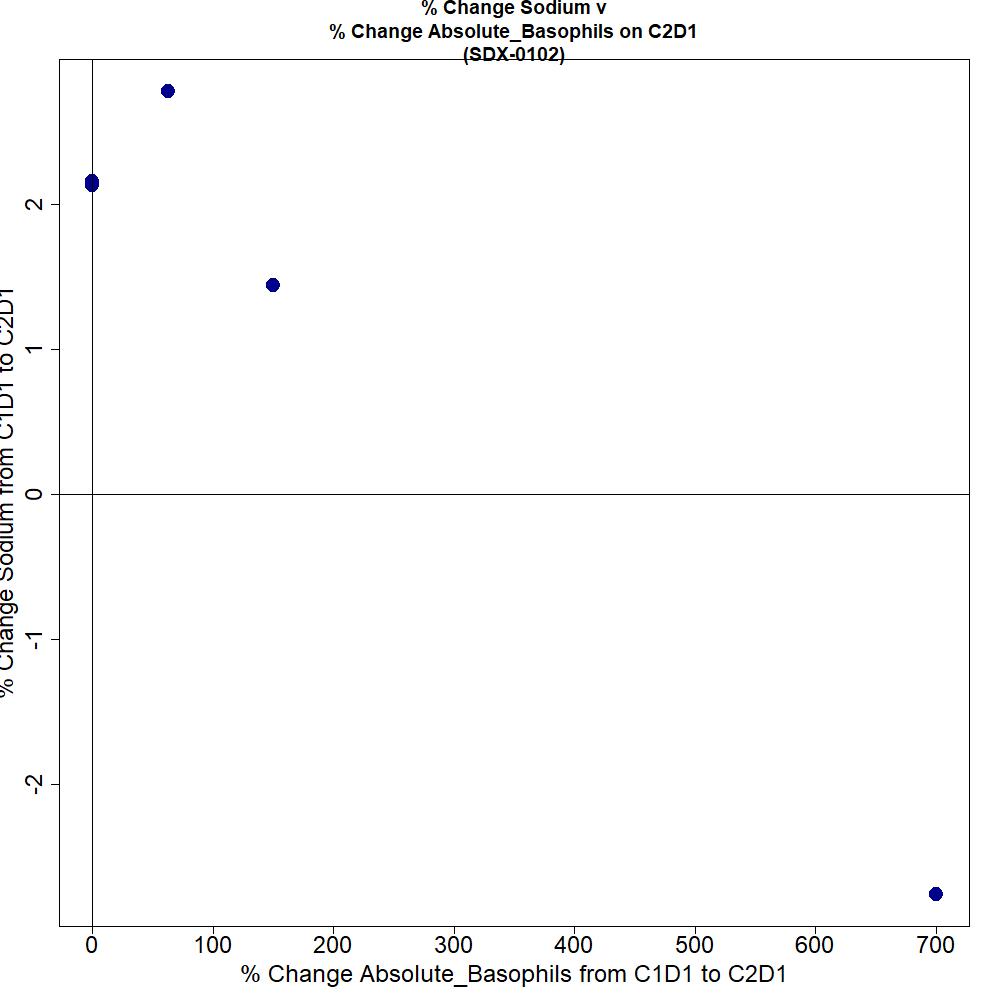 % Change Sodium v
% Change Absolute_Basophils on C2D1
(SDX-0102)
% Change Sodium from C1D1 to C2D1
2
1
0
-1
-2
0 100 200 300 400 500 600 700
% Change Absolute_Basophils from C1D1 to C2D1